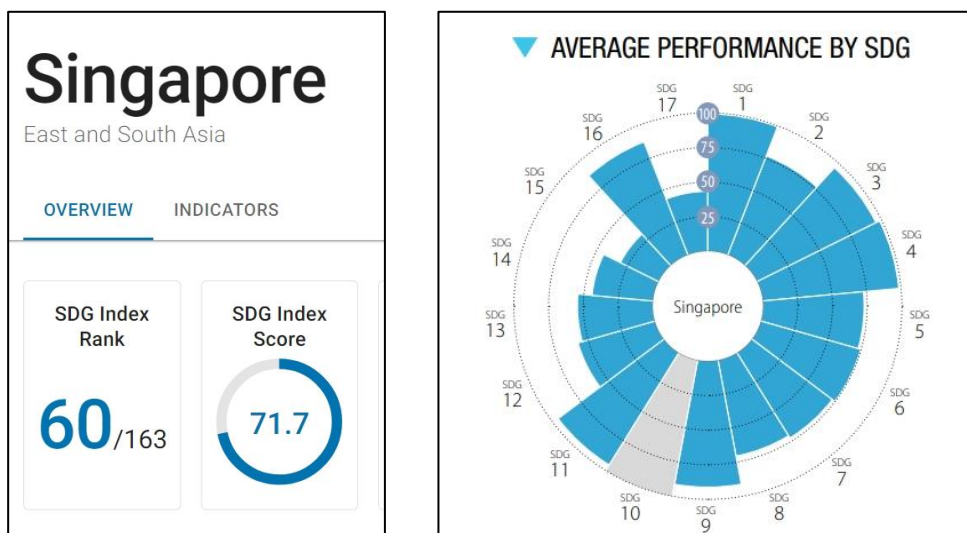 Singapore
East and South Asia
OVERVIEW INDICATORS
SDG Index
Rank
60/163
SDG Index
Score
71.7
AVERAGE PERFORMANCE BY SDG
SDG
1
SDG
2
SDG
3
SDG
4
SDG
5
SDG
6
SDG
7
SDG
8
SDG
9
SDG
10
SDG
11
SDG
12
SDG
13
SDG
14
SDG
15
SDG
16
SDG
17
100
75
50
25
Singapore